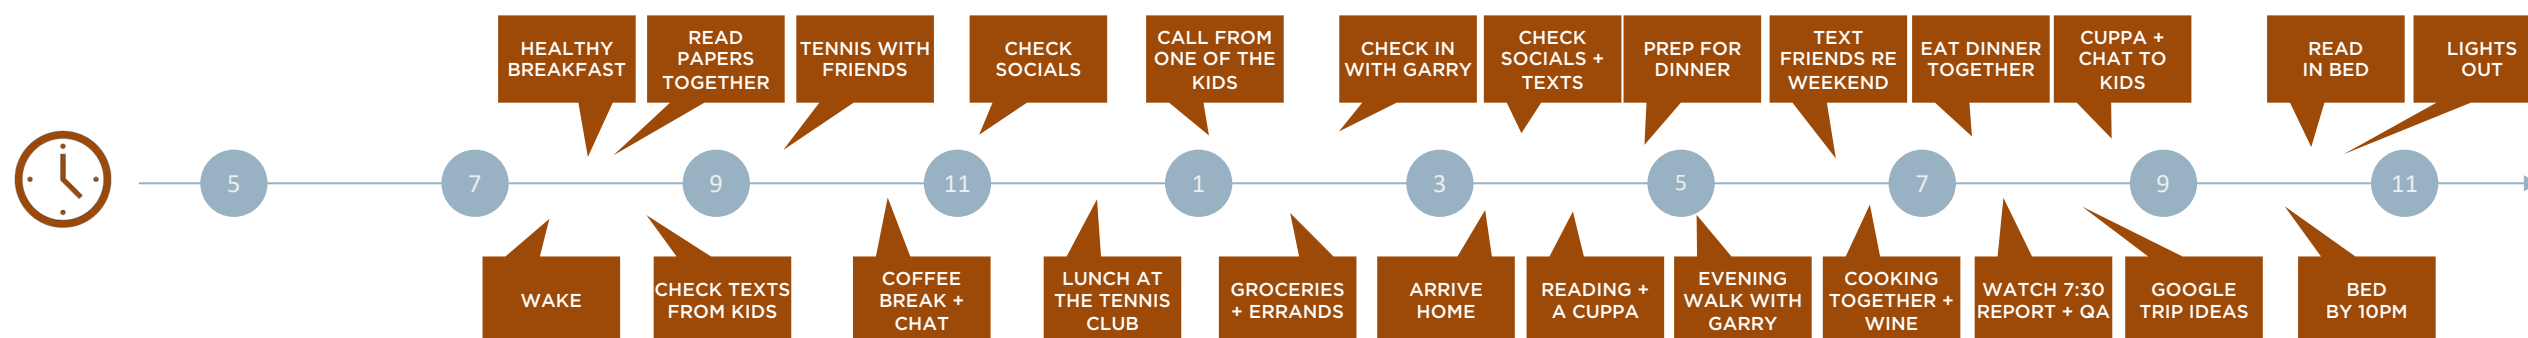 HEALTHY
BREAKFAST
READ
PAPERS
TOGETHER
TENNIS WITH
FRIENDS
CHECK
SOCIALS
CALL FROM
ONE OF THE
KIDS
CHECK IN
WITH GARRY
CHECK
SOCIALS +
TEXTS
PREP FOR
DINNER
TEXT
FRIENDS RE
WEEKEND
EAT DINNER
TOGETHER
CUPPA +
CHAT TO
KIDS
READ
IN BED
LIGHTS
OUT
5
7
9
11
1
3
5
7
9
11
WAKE
CHECK TEXTS
FROM KIDS
COFFEE
BREAK +
CHAT
LUNCH AT
THE TENNIS
CLUB
GROCERIES
+ ERRANDS
ARRIVE
HOME
READING +
A CUPPA
EVENING
WALK WITH
GARRY
COOKING
TOGETHER +
WINE
WATCH 7:30
REPORT + QA
GOOGLE
TRIP IDEAS
BED
BY 10PM